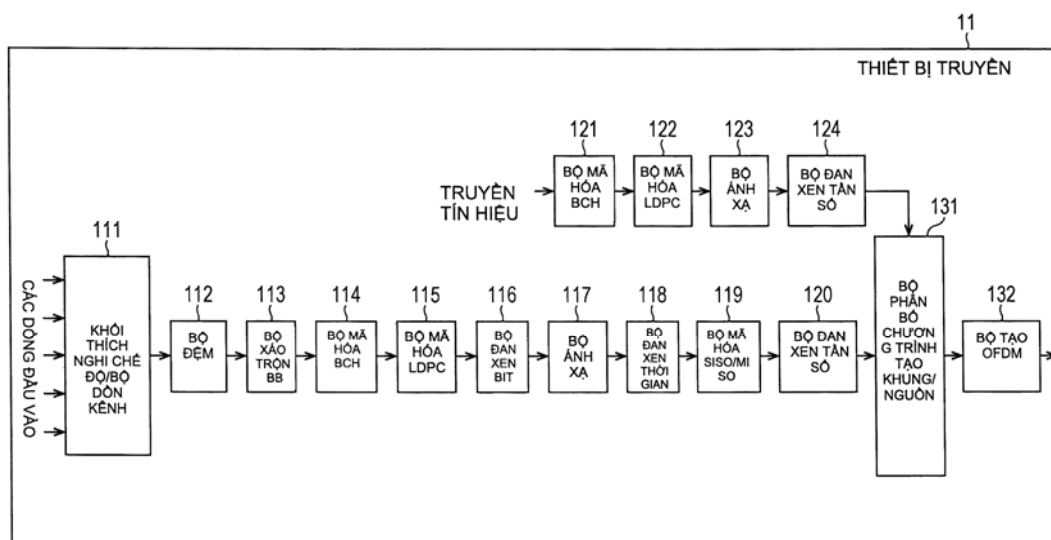 11
THIẾT BỊ TRUYỀN
121
122
123
124
TRUYỀN
TÍN HIỆU
BỘ MÃ
HÓA
BCH
BỘ MÃ
HÓA
LDPC
BỘ
ÁNH
XẠ
BỘ ĐAN
XEN TẦN
SỐ
131
111
112
113
114
115
116
117
118
119
120
132
CÁC DÒNG ĐẦU VÀO
KHỐI
THÍCH
NGHI CHẾ
ĐỘ/BỘ
DỒN
KÊNH
BỘ
ĐỆM
BỘ
XÁO
TRỘN
BB
BỘ MÃ
HÓA
BCH
BỘ MÃ
HÓA
LDPC
BỘ
ĐAN
XEN
BIT
BỘ
ÁNH
XẠ
BỘ
ĐAN
XEN
THỜI
GIAN
BỘ MÃ
HÓA
SISO/MI
SO
BỘ ĐAN
XEN TẦN
SỐ
BỘ
PHÂN
BỐ
CHƯƠN
G TRÌNH
TẠO
KHUNG/
NGUỒN
BỘ TẠO
OFDM